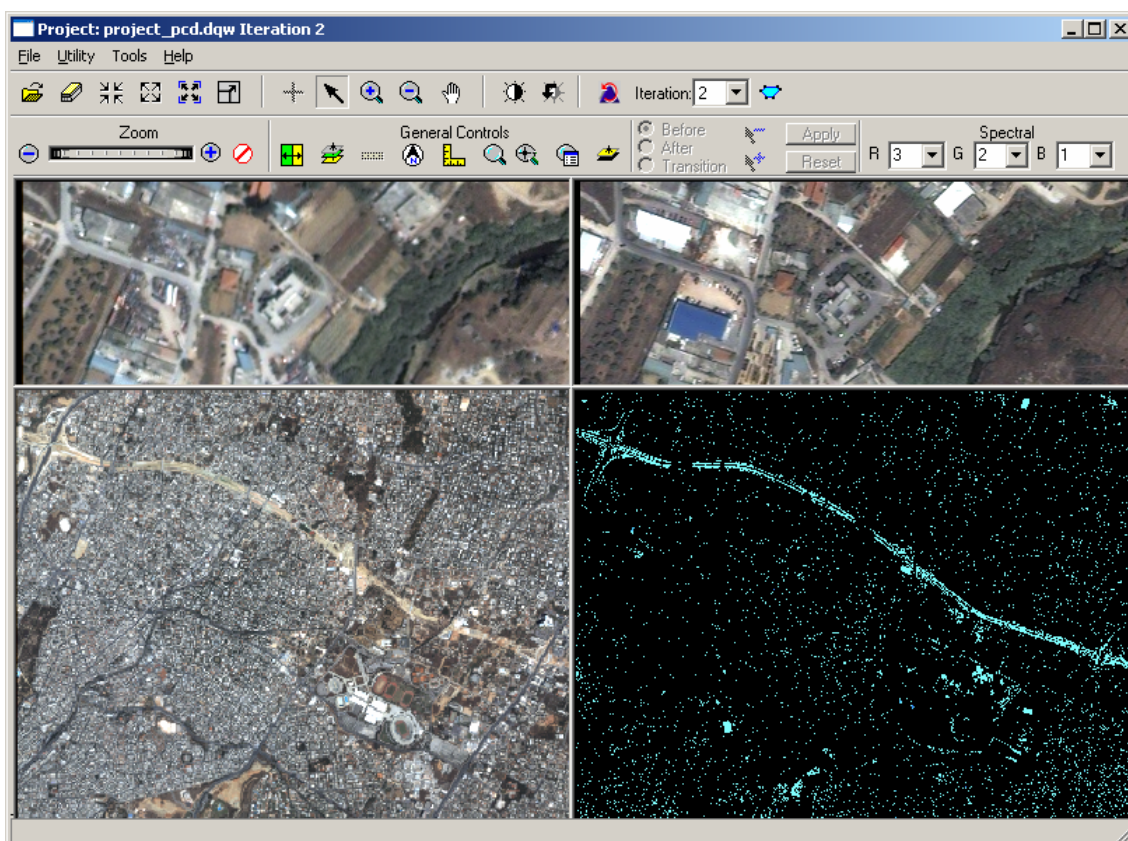 Project: project_pcd.dqw Iteration 2
File Utility Tools Help
Iteration: 2
Zoom General Controls Before Apply Spectral
After
Transition Reset R 3 G 2 B 1